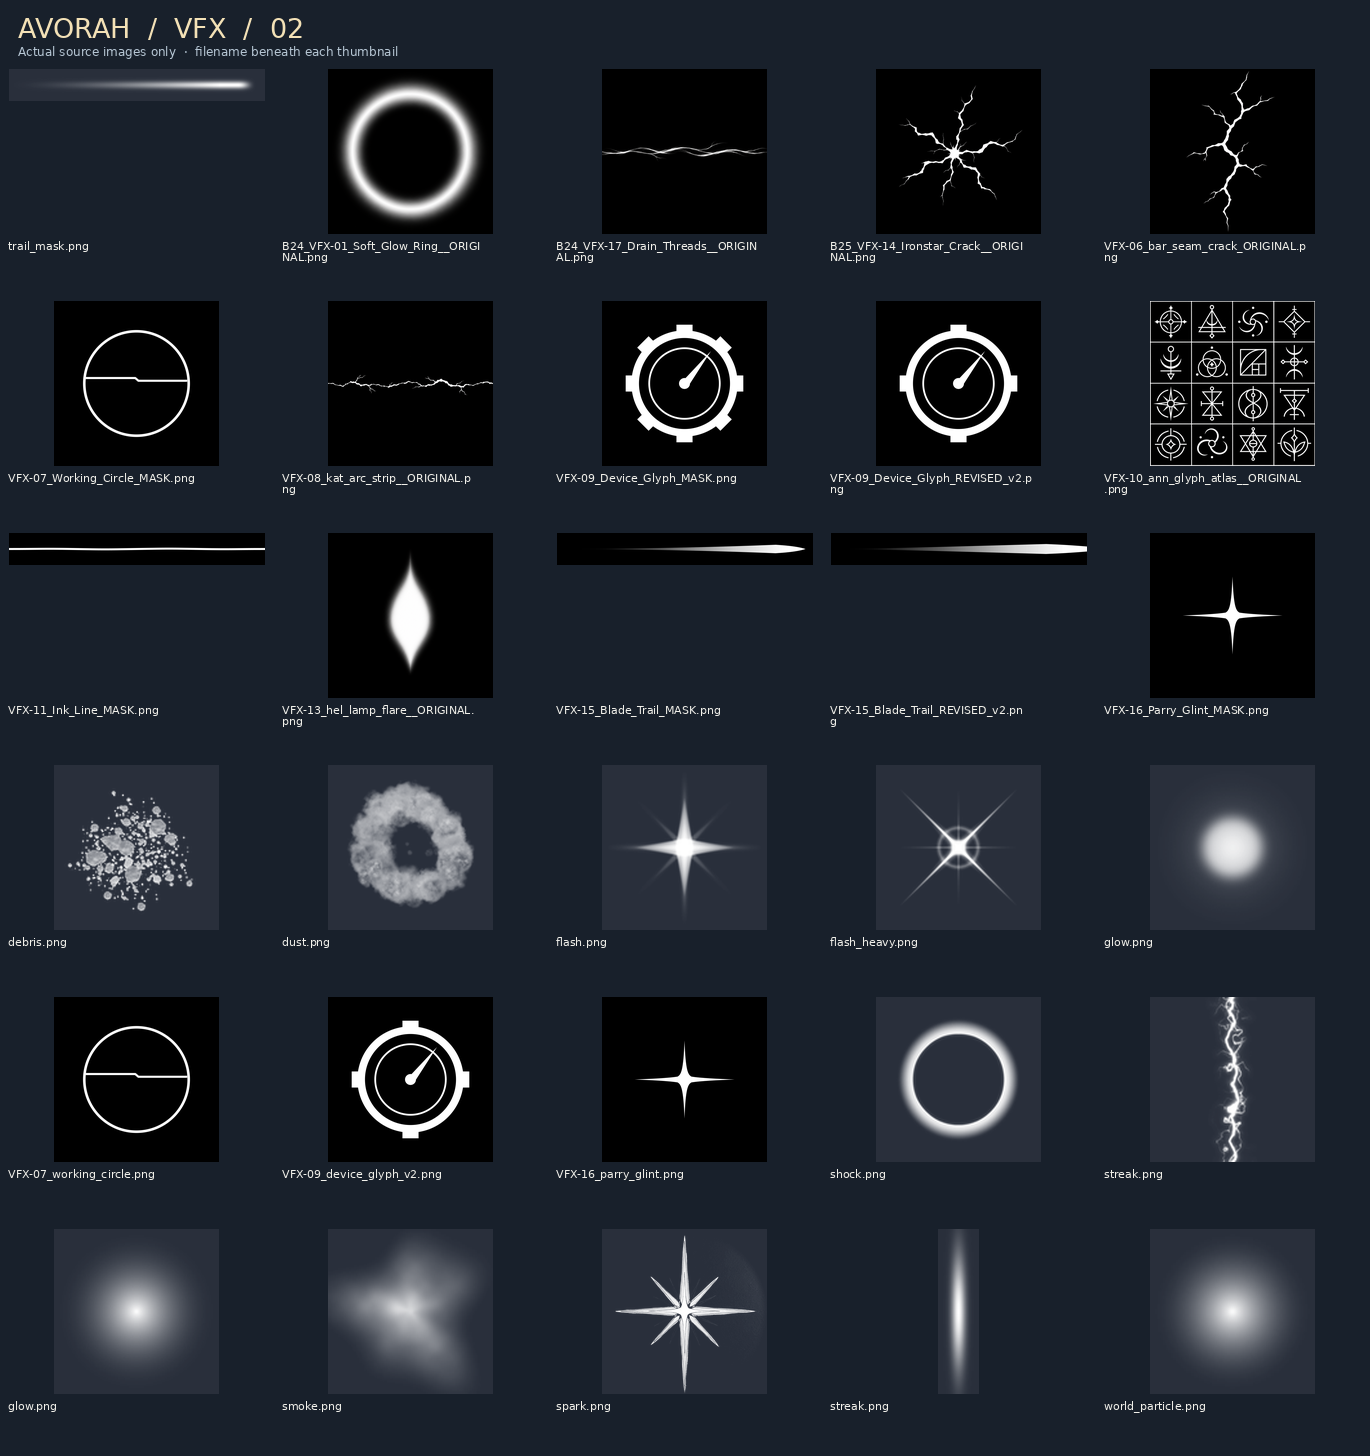 AVORAH / VFX / 02
Actual source images only · filename beneath each thumbnail
trail_mask.png
B24_VFX-01_Soft_Glow_Ring__ORIGI
NAL.png
B24_VFX-17_Drain_Threads__ORIGIN
AL.png
B25_VFX-14_Ironstar_Crack__ORIGI
NAL.png
VFX-06_bar_seam_crack_ORIGINAL.p
ng
VFX-07_Working_Circle_MASK.png
VFX-08_kat_arc_strip__ORIGINAL.p
ng
VFX-09_Device_Glyph_MASK.png
VFX-09_Device_Glyph_REVISED_v2.p
ng
VFX-10_ann_glyph_atlas__ORIGINAL
.png
VFX-11_Ink_Line_MASK.png
VFX-13_hel_lamp_flare__ORIGINAL.
png
VFX-15_Blade_Trail_MASK.png
VFX-15_Blade_Trail_REVISED_v2.pn
g
VFX-16_Parry_Glint_MASK.png
debris.png
dust.png
flash.png
flash_heavy.png
glow.png
VFX-07_working_circle.png
VFX-09_device_glyph_v2.png
VFX-16_parry_glint.png
shock.png
streak.png
glow.png
smoke.png
spark.png
streak.png
world_particle.png